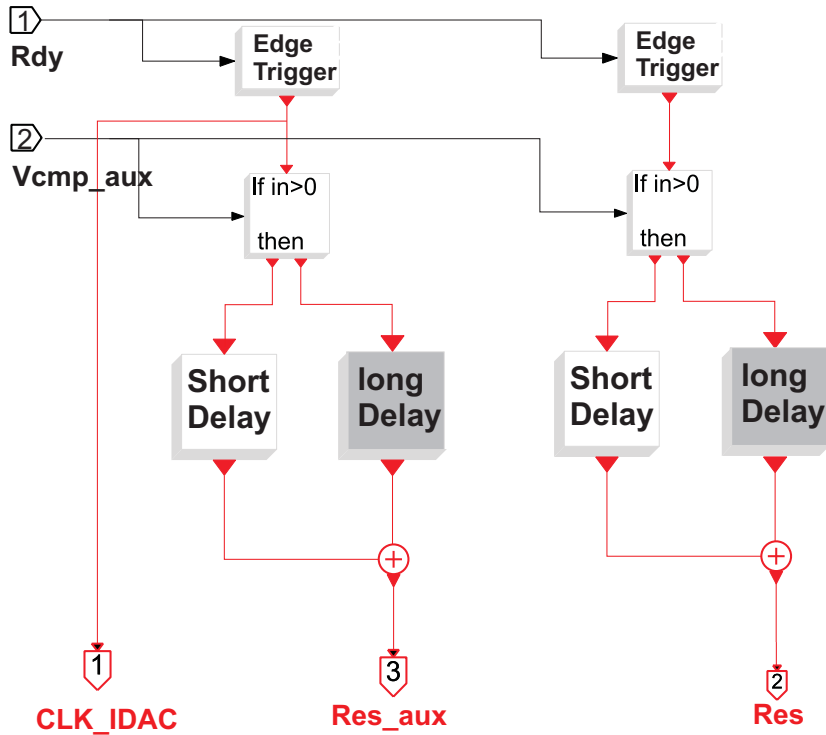 1
Rdy
Edge
Trigger
Edge
Trigger
2
Vcmp_aux
If in>0
then
If in>0
then
Short
Delay
long
Delay
Short
Delay
long
Delay
+
+
1
CLK_IDAC
3
Res_aux
2
Res